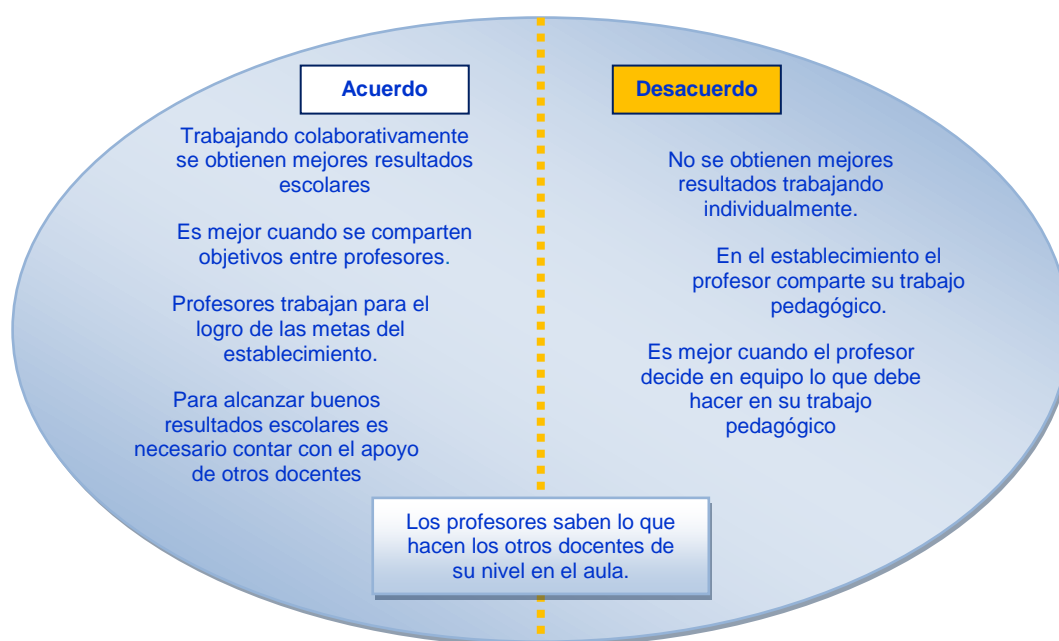 Acuerdo
Trabajando colaborativamente
se obtienen mejores resultados
escolares
Es mejor cuando se comparten
objetivos entre profesores.
Profesores trabajan para el
logro de las metas del
establecimiento.
Para alcanzar buenos
resultados escolares es
necesario contar con el apoyo
de otros docentes
Desacuerdo
No se obtienen mejores
resultados trabajando
individualmente.
En el establecimiento el
profesor comparte su trabajo
pedagógico.
Es mejor cuando el profesor
decide en equipo lo que debe
hacer en su trabajo
pedagógico
Los profesores saben lo que
hacen los otros docentes de
su nivel en el aula.